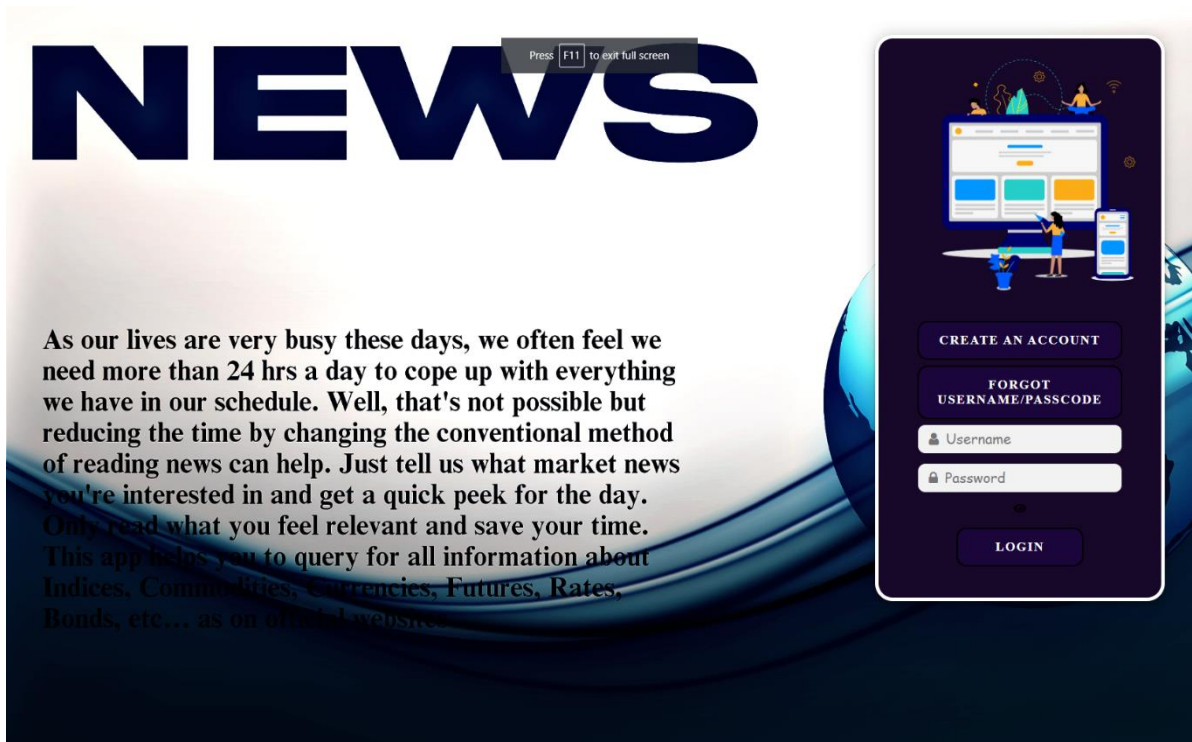 NEWS
Press F11 to exit full screen
As our lives are very busy these days, we often feel we
need more than 24 hrs a day to cope up with everything
we have in our schedule. Well, that's not possible but
reducing the time by changing the conventional method
of reading news can help. Just tell us what market news
you're interested in and get a quick peek for the day.
Only read what you feel relevant and save your time.
This app helps you to query for all information about
Indices, Commodities, Currencies, Futures, Rates,
Bonds, etc… as on official websites
CREATE AN ACCOUNT
FORGOT
USERNAME/PASSCODE
Username
Password
LOGIN